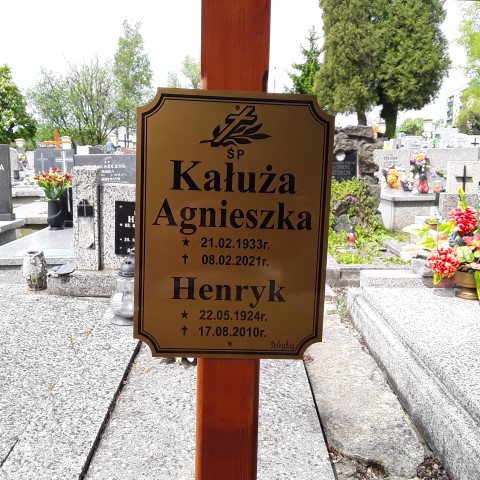 ŚP
Kałuża
Agnieszka
★ 21.02.1933r.
✝ 08.02.2021r.
Henryk
★ 22.05.1924r.
✝ 17.08.2010r.